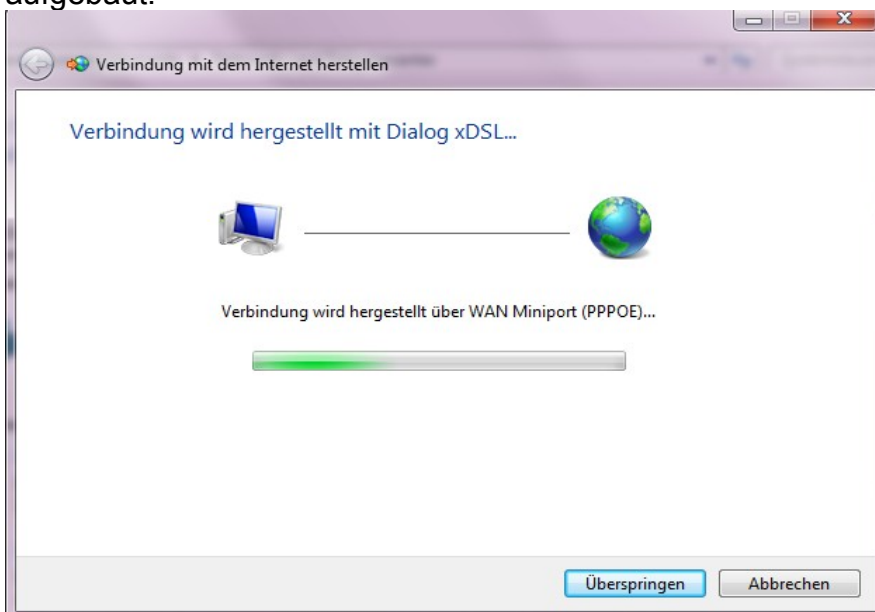 aufgebaut.
Verbindung mit dem Internet herstellen
Verbindung wird hergestellt mit Dialog xDSL...
Verbindung wird hergestellt über WAN Miniport (PPPOE)...
Überspringen Abbrechen